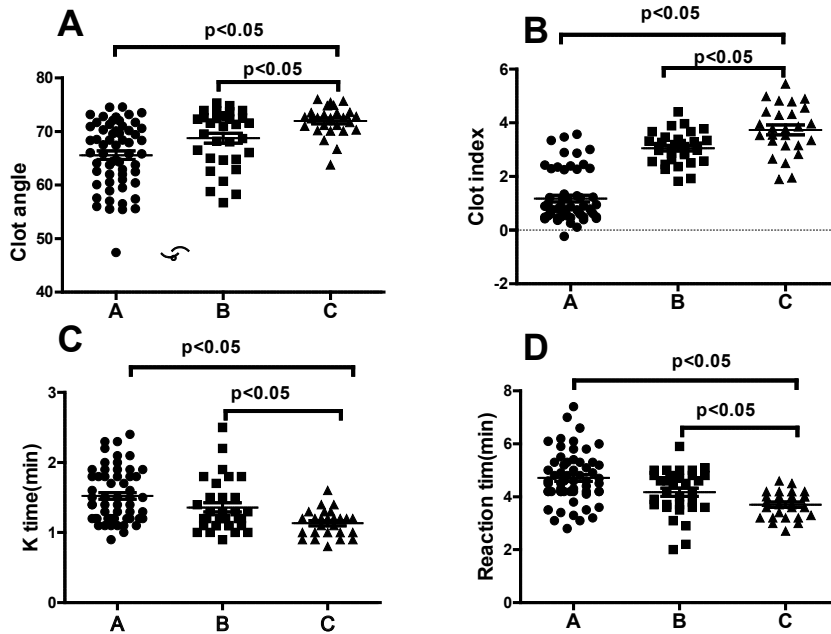 A
p<0.05
p<0.05
80
70
60
50
40
Clot angle
A B C
B
p<0.05
p<0.05
6
4
2
0
-2
Clot index
A B C
C
p<0.05
p<0.05
3
2
1
0
K time(min)
A B C
D
p<0.05
p<0.05
8
6
4
2
0
Reaction tim(min)
A B C